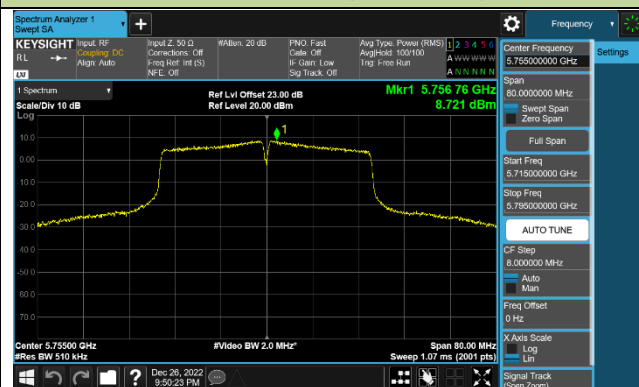 Spectrum Analyzer 1
Swept SA
Frequency
KEYSIGHT
RL
LXI
Input: RF
Coupling: DC
Align: Auto
Input Z: 50 Ω
Corrections: Off
Freq Ref: Int (S)
NFE: Off
#Atten: 20 dB
PNO: Fast
Gate: Off
IF Gain: Low
Sig Track: Off
Avg Type: Power (RMS)
Avg|Hold: 100/100
Trig: Free Run
1 2 3 4 5 6
A W W W W W
A N N N N N
1 Spectrum
Scale/Div 10 dB
Ref Lvl Offset 23.00 dB
Ref Level 20.00 dBm
Mkr1 5.756 76 GHz
8.721 dBm
Log
1
10.0
0.00
-10.0
-20.0
-30.0
-40.0
-50.0
-60.0
-70.0
Center 5.75500 GHz
#Res BW 510 kHz
#Video BW 2.0 MHz*
Span 80.00 MHz
Sweep 1.07 ms (2001 pts)
Center Frequency
5.755000000 GHz
Settings
Span
80.0000000 MHz
Swept Span
Zero Span
Full Span
Start Freq
5.715000000 GHz
Stop Freq
5.795000000 GHz
AUTO TUNE
CF Step
8.000000 MHz
Auto
Man
Freq Offset
0 Hz
X Axis Scale
Log
Lin
Signal Track
(Span Zoom)
?
Dec 26, 2022
9:50:23 PM